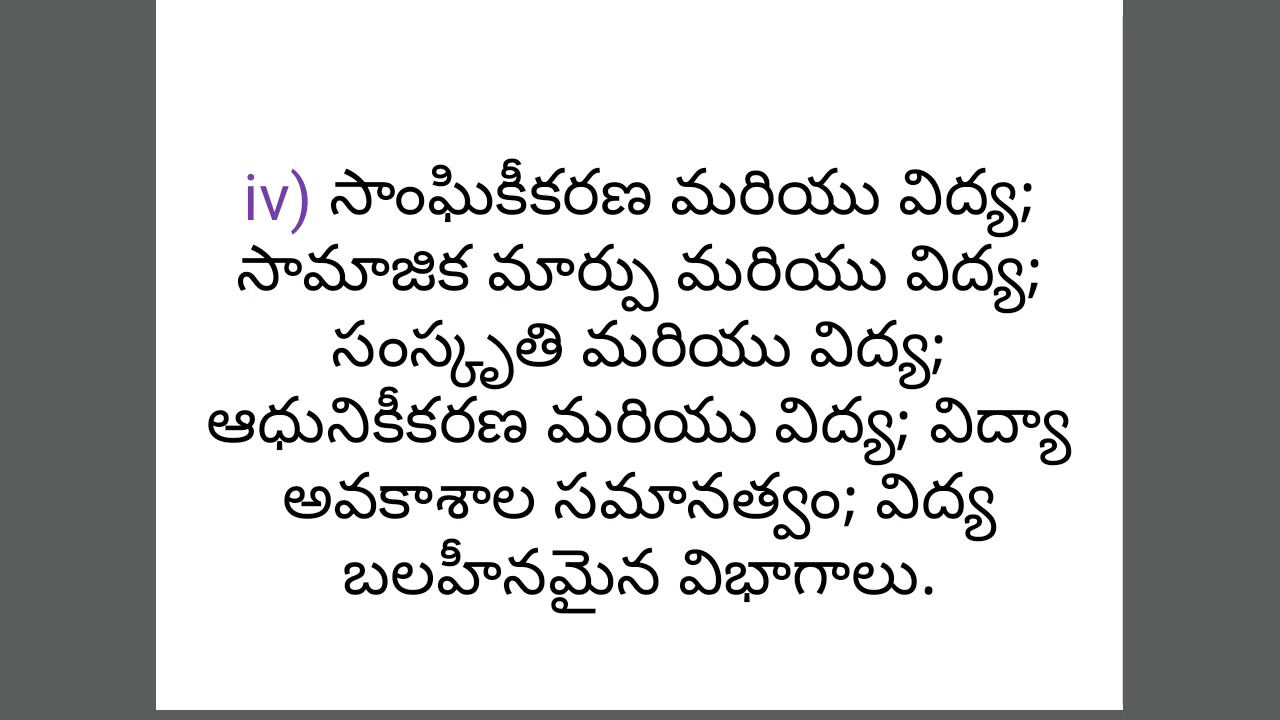 iv) సాంఘికీకరణ మరియు విద్య;
సామాజిక మార్పు మరియు విద్య;
సంస్కృతి మరియు విద్య;
ఆధునికీకరణ మరియు విద్య; విద్యా
అవకాశాల సమానత్వం; విద్య
బలహీనమైన విభాగాలు.